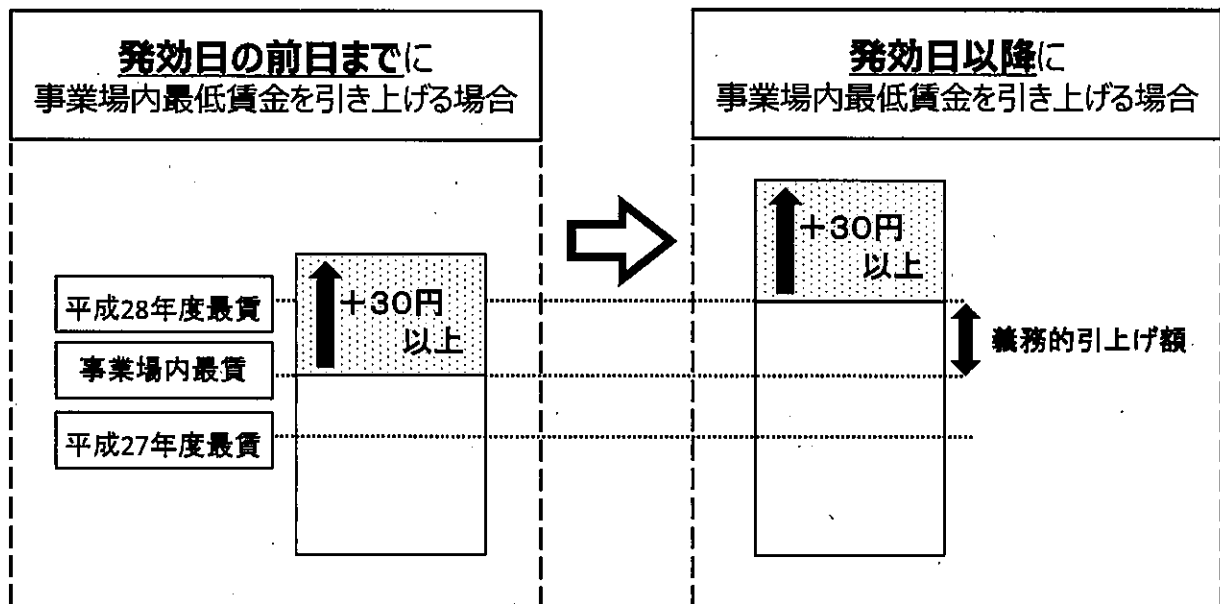 発効日の前日までに
事業場内最低賃金を引き上げる場合
発効日以降に
事業場内最低賃金を引き上げる場合
+30円
以上
平成28年度最賃
事業場内最賃
平成27年度最賃
+30円
以上
義務的引上げ額